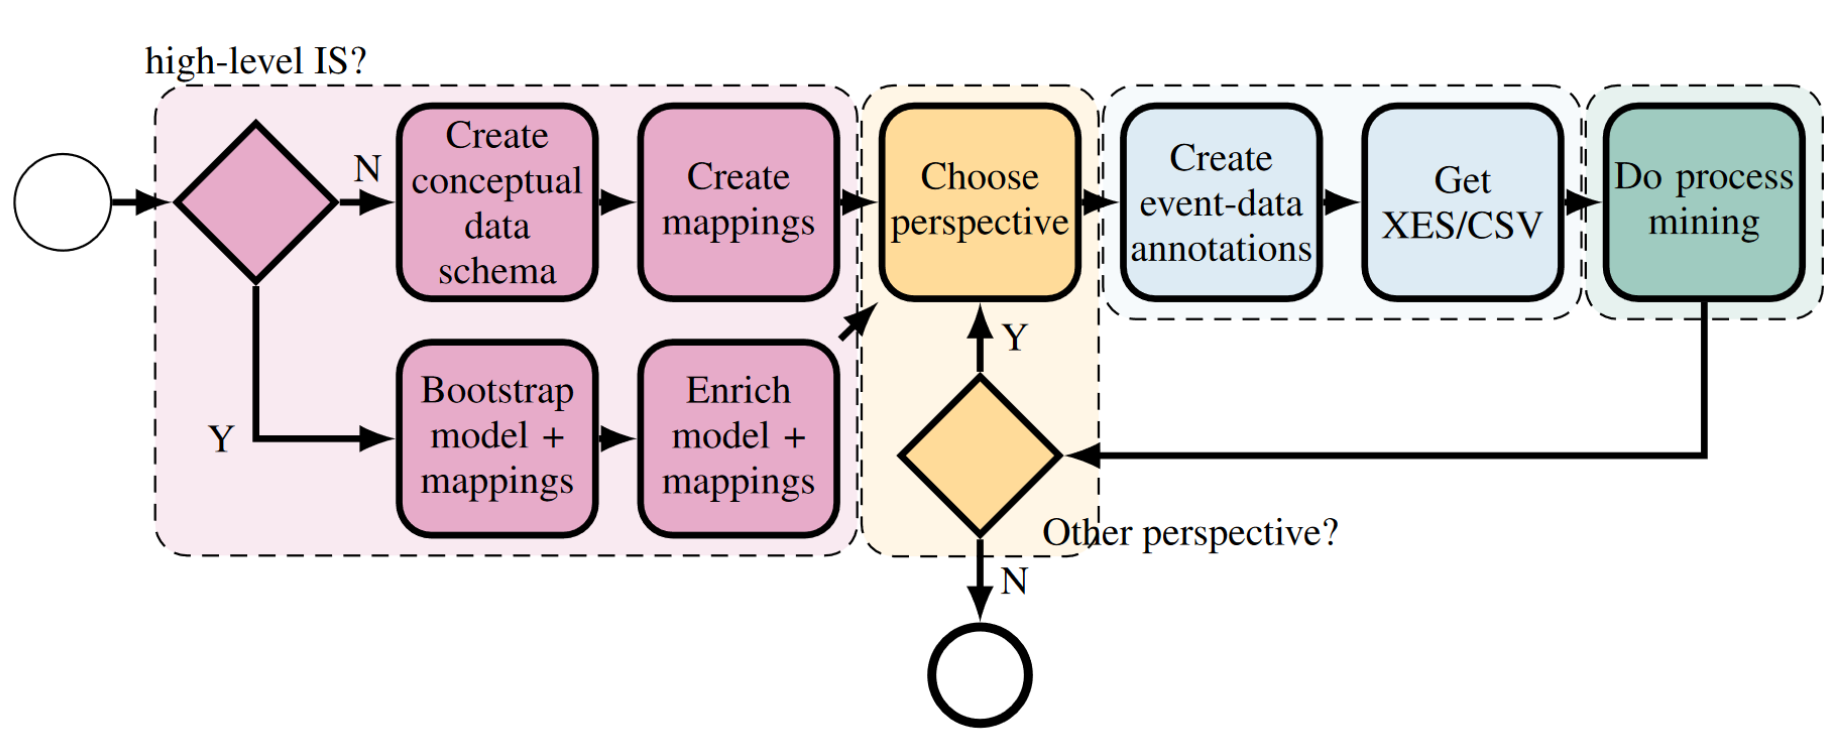 high-level IS?
N
Create
conceptual
data
schema
Create
mappings
Choose
perspective
Create
event-data
annotations
Get
XES/CSV
Do process
mining
Y
Bootstrap
model +
mappings
Enrich
model +
mappings
Y
Other perspective?
N